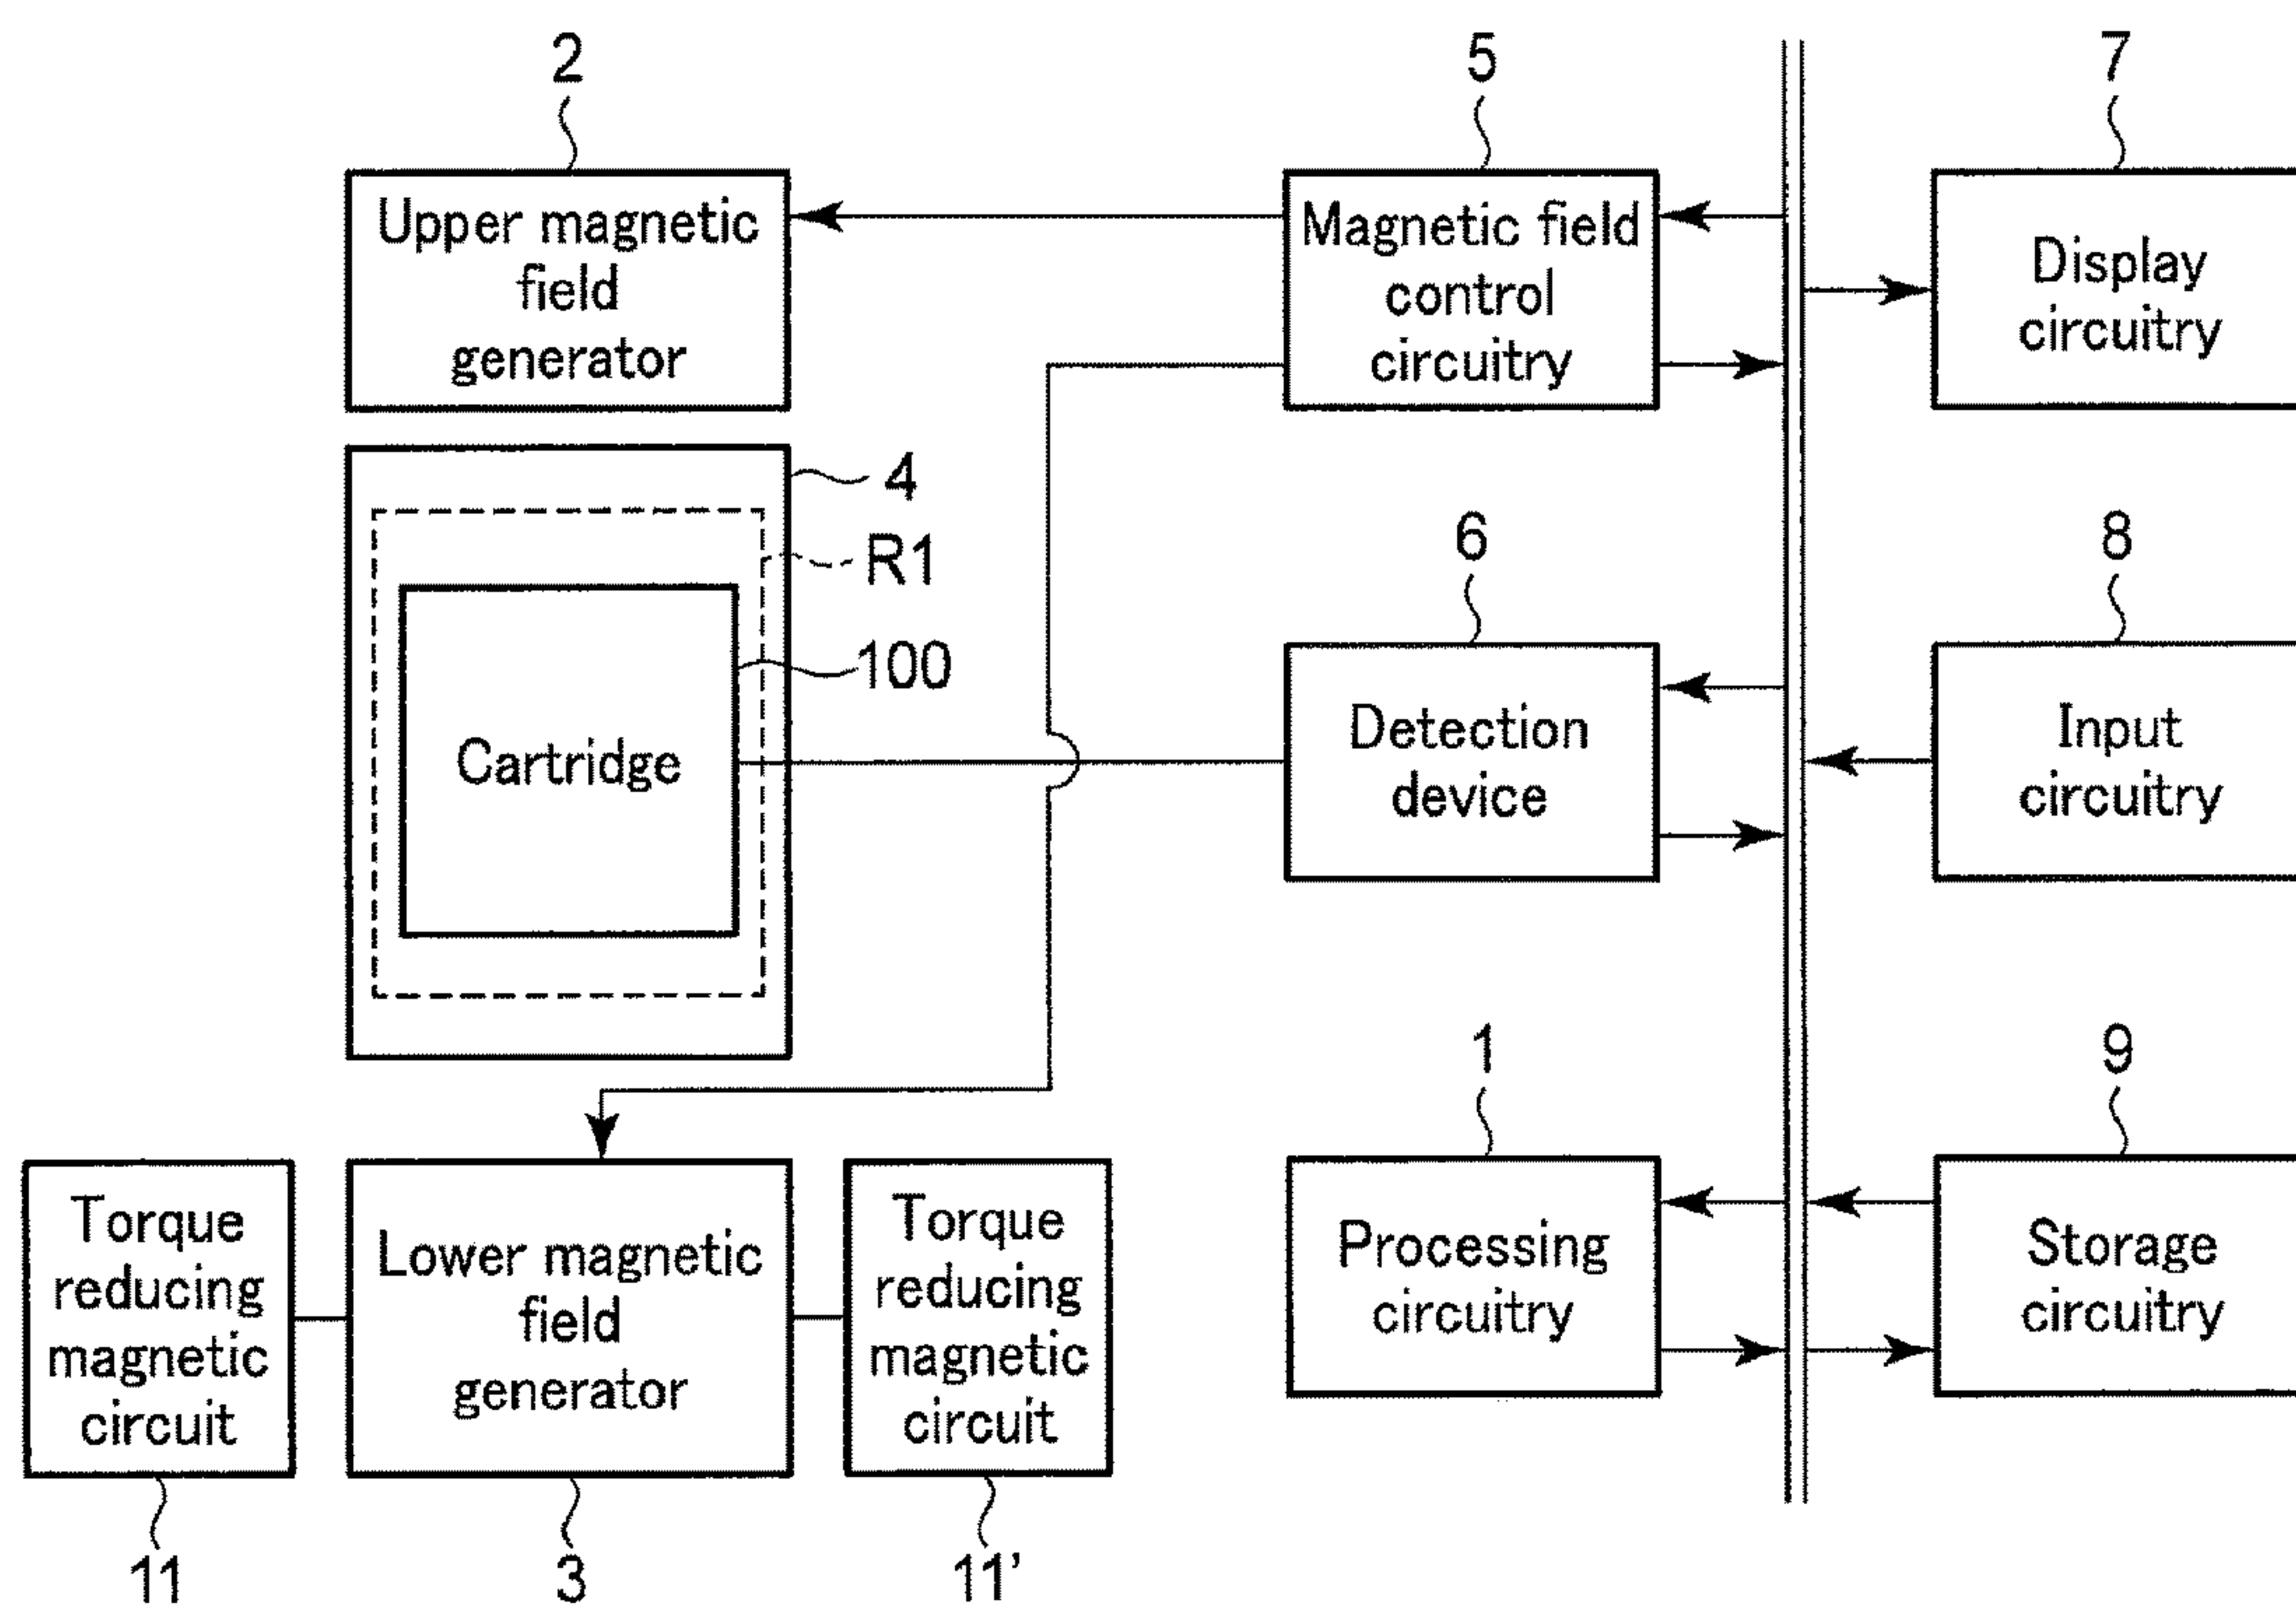 2
5
7
Upper magnetic
field
generator
Magnetic field
control
circuitry
Display
circuitry
4
R1
100
Cartridge
6
8
Detection
device
Input
circuitry
1
9
Torque
reducing
magnetic
circuit
Lower magnetic
field
generator
Torque
reducing
magnetic
circuit
Processing
circuitry
Storage
circuitry
11
3
11’